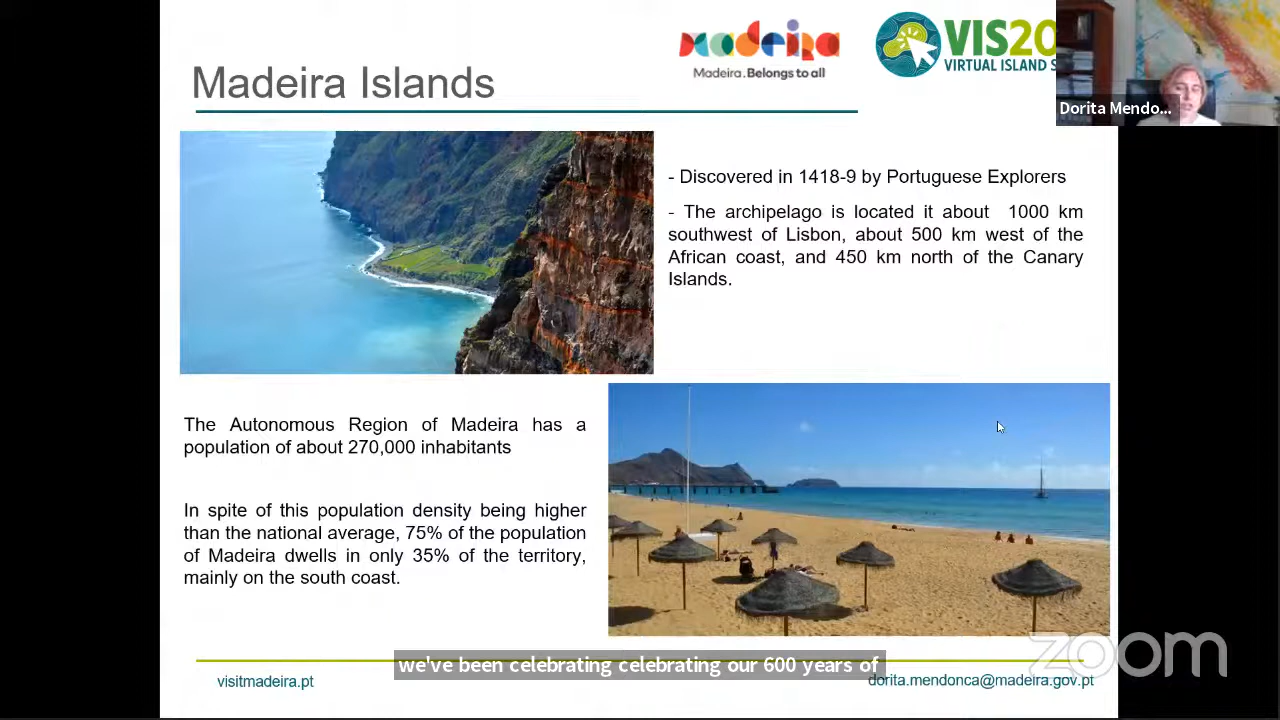 madeira
Madeira.Belongs to all
VIS20
VIRTUAL ISLAND S
Dorita Mendo...
Madeira Islands
- Discovered in 1418-9 by Portuguese Explorers
- The archipelago is located it about 1000 km
southwest of Lisbon, about 500 km west of the
African coast, and 450 km north of the Canary
Islands.
The Autonomous Region of Madeira has a
population of about 270,000 inhabitants
In spite of this population density being higher
than the national average, 75% of the population
of Madeira dwells in only 35% of the territory,
mainly on the south coast.
zoom
we've been celebrating celebrating our 600 years of
visitmadeira.pt
dorita.mendonca@madeira.gov.pt